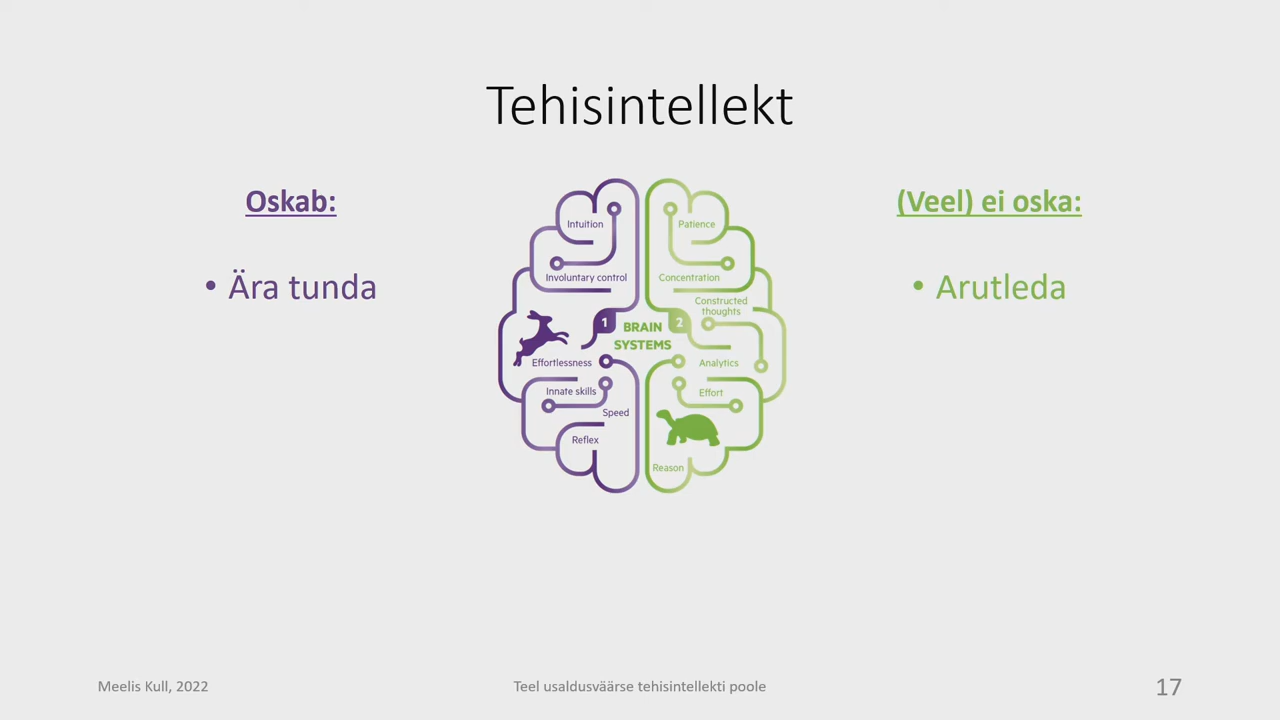 Tehisintellekt
Oskab:
• Ära tunda
Intuition
Involuntary control
1
Effortlessness
Innate skills
Speed
Reflex
BRAIN
SYSTEMS
2
Patience
Concentration
Constructed
thoughts
Analytics
Effort
Reason
(Veel) ei oska:
• Arutleda
Meelis Kull, 2022
Teel usaldusväärse tehisintellekti poole
17